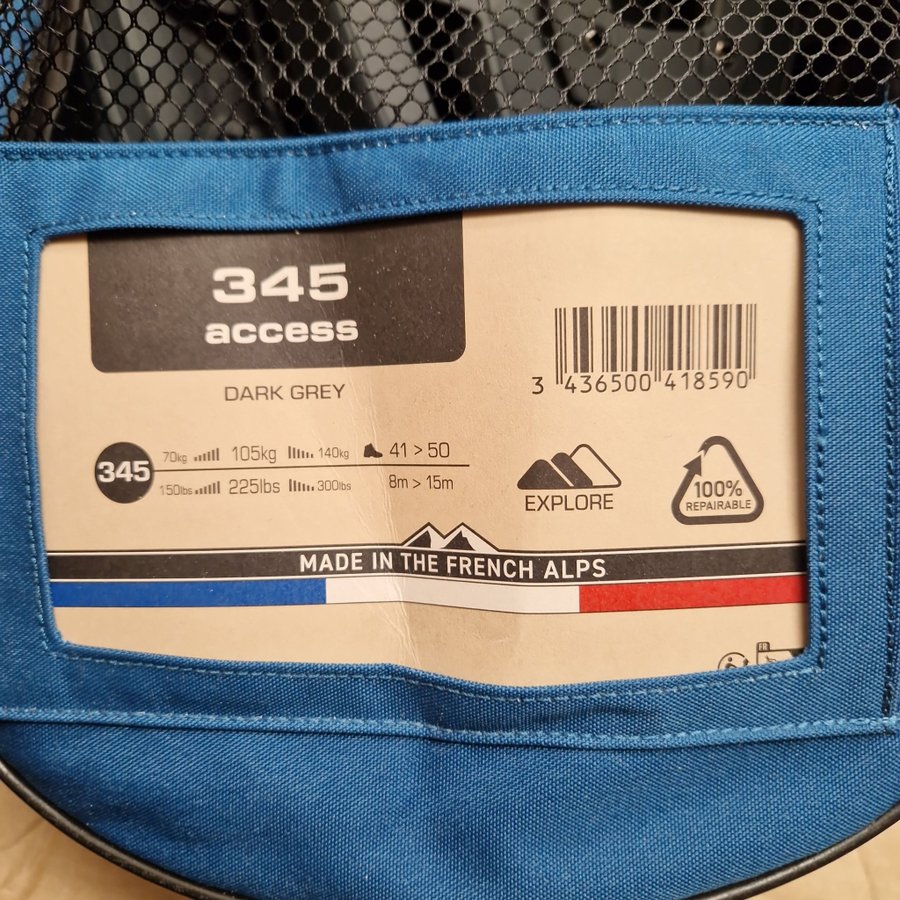 345
access
DARK GREY
3 436500 418590
345
70kg 105kg 140kg 41 > 50
150lbs 225lbs 300lbs 8m > 15m
EXPLORE
100%
REPAIRABLE
MADE IN THE FRENCH ALPS
FR